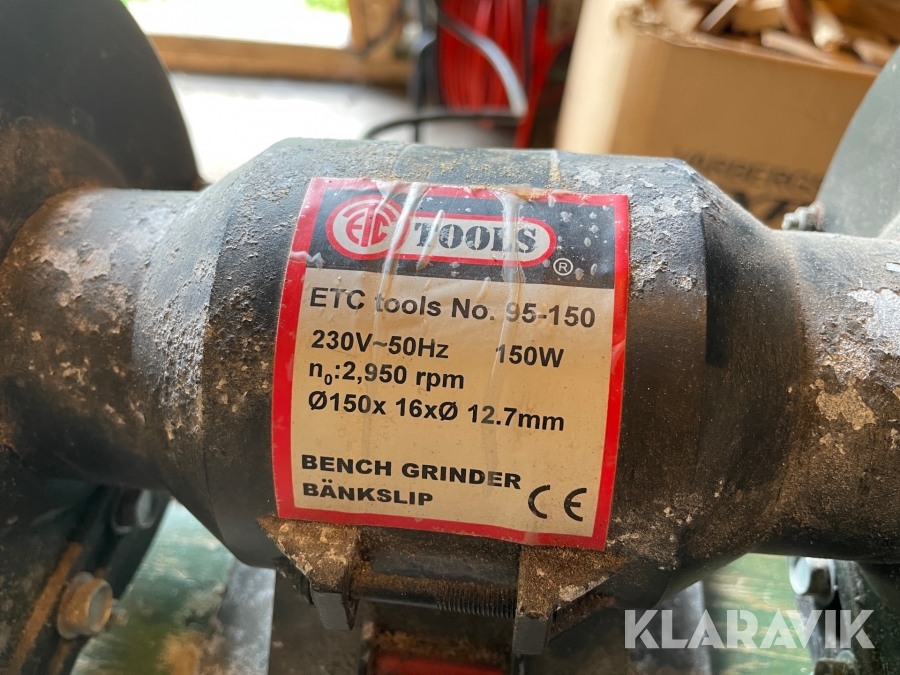 ETC TOOLS
®
ETC tools No. 95-150
230V~50Hz 150W
n₀:2,950 rpm
Ø150x 16xØ 12.7mm
BENCH GRINDER
BÄNKSLIP CE
KLARAVIK